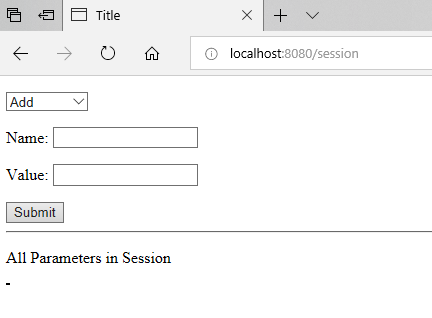 Title
localhost:8080/session
Add
Name:
Value:
Submit
All Parameters in Session
-